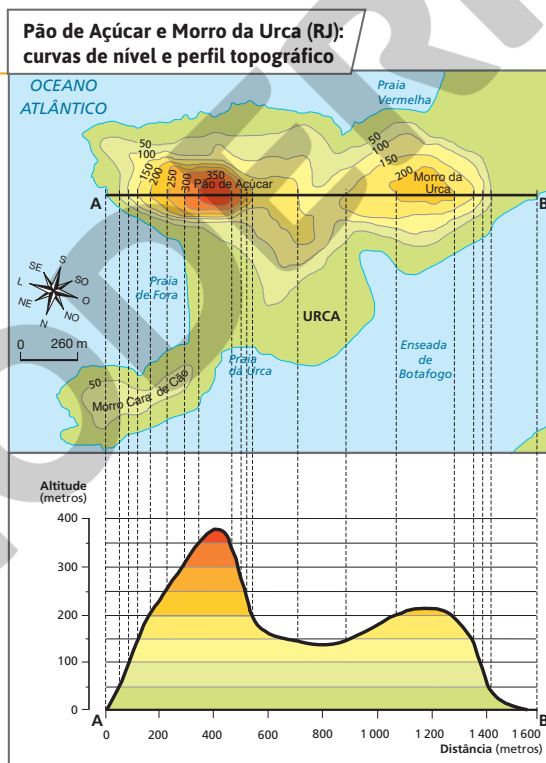 Pão de Açúcar e Morro da Urca (RJ):
curvas de nível e perfil topográfico
OCEANO
ATLÂNTICO
Praia
Vermelha
50
100
150
200
250
300
350
Pão de Açúcar
50
100
150
200
Morro da
Urca
A
B
S
SE
SO
L
O
NE
NO
N
0 260 m
Praia
de Fora
URCA
Praia
da Urca
Enseada
de
Botafogo
50
Morro Cara de Cão
Altitude
(metros)
400
300
200
100
0
A
B
0 200 400 600 800 1 000 1 200 1 400 1 600
Distância (metros)
MODERNA